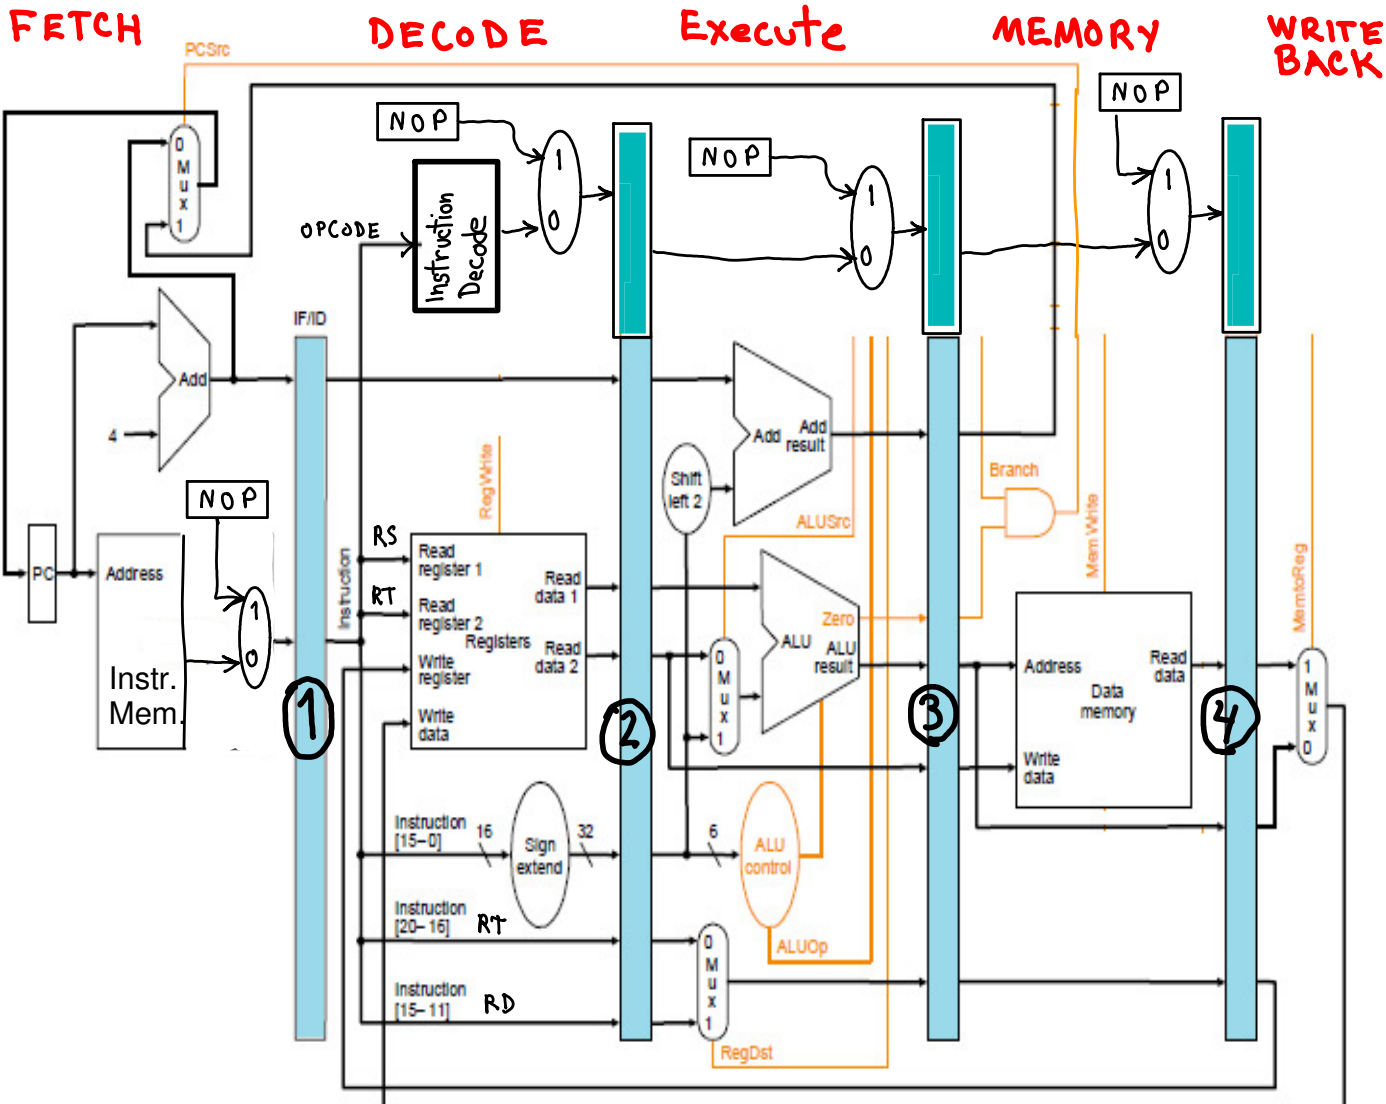 FETCH
DECODE
Execute
MEMORY
WRITE
BACK
PCSrc
NOP
NOP
NOP
0
M
u
x
1
OPCODE
Instruction
Decode
1
0
1
0
1
0
IF/ID
Add
4
Add
Add
result
Shift
left 2
RegWrite
Branch
ALUSrc
MemWrite
MemtoReg
NOP
PC
Address
Instr.
Mem.
1
0
Instruction
RS
RT
Read
register 1
Read
register 2
Registers
Write
register
Write
data
Read
data 1
Read
data 2
0
M
u
x
1
Zero
ALU
ALU
result
Address
Read
data
Data
memory
Write
data
1
M
u
x
0
1
2
3
4
Instruction
[15–0]
16
Sign
extend
32
6
ALU
control
Instruction
[20–16]
RT
ALUOp
Instruction
[15–11]
RD
0
M
u
x
1
RegDst